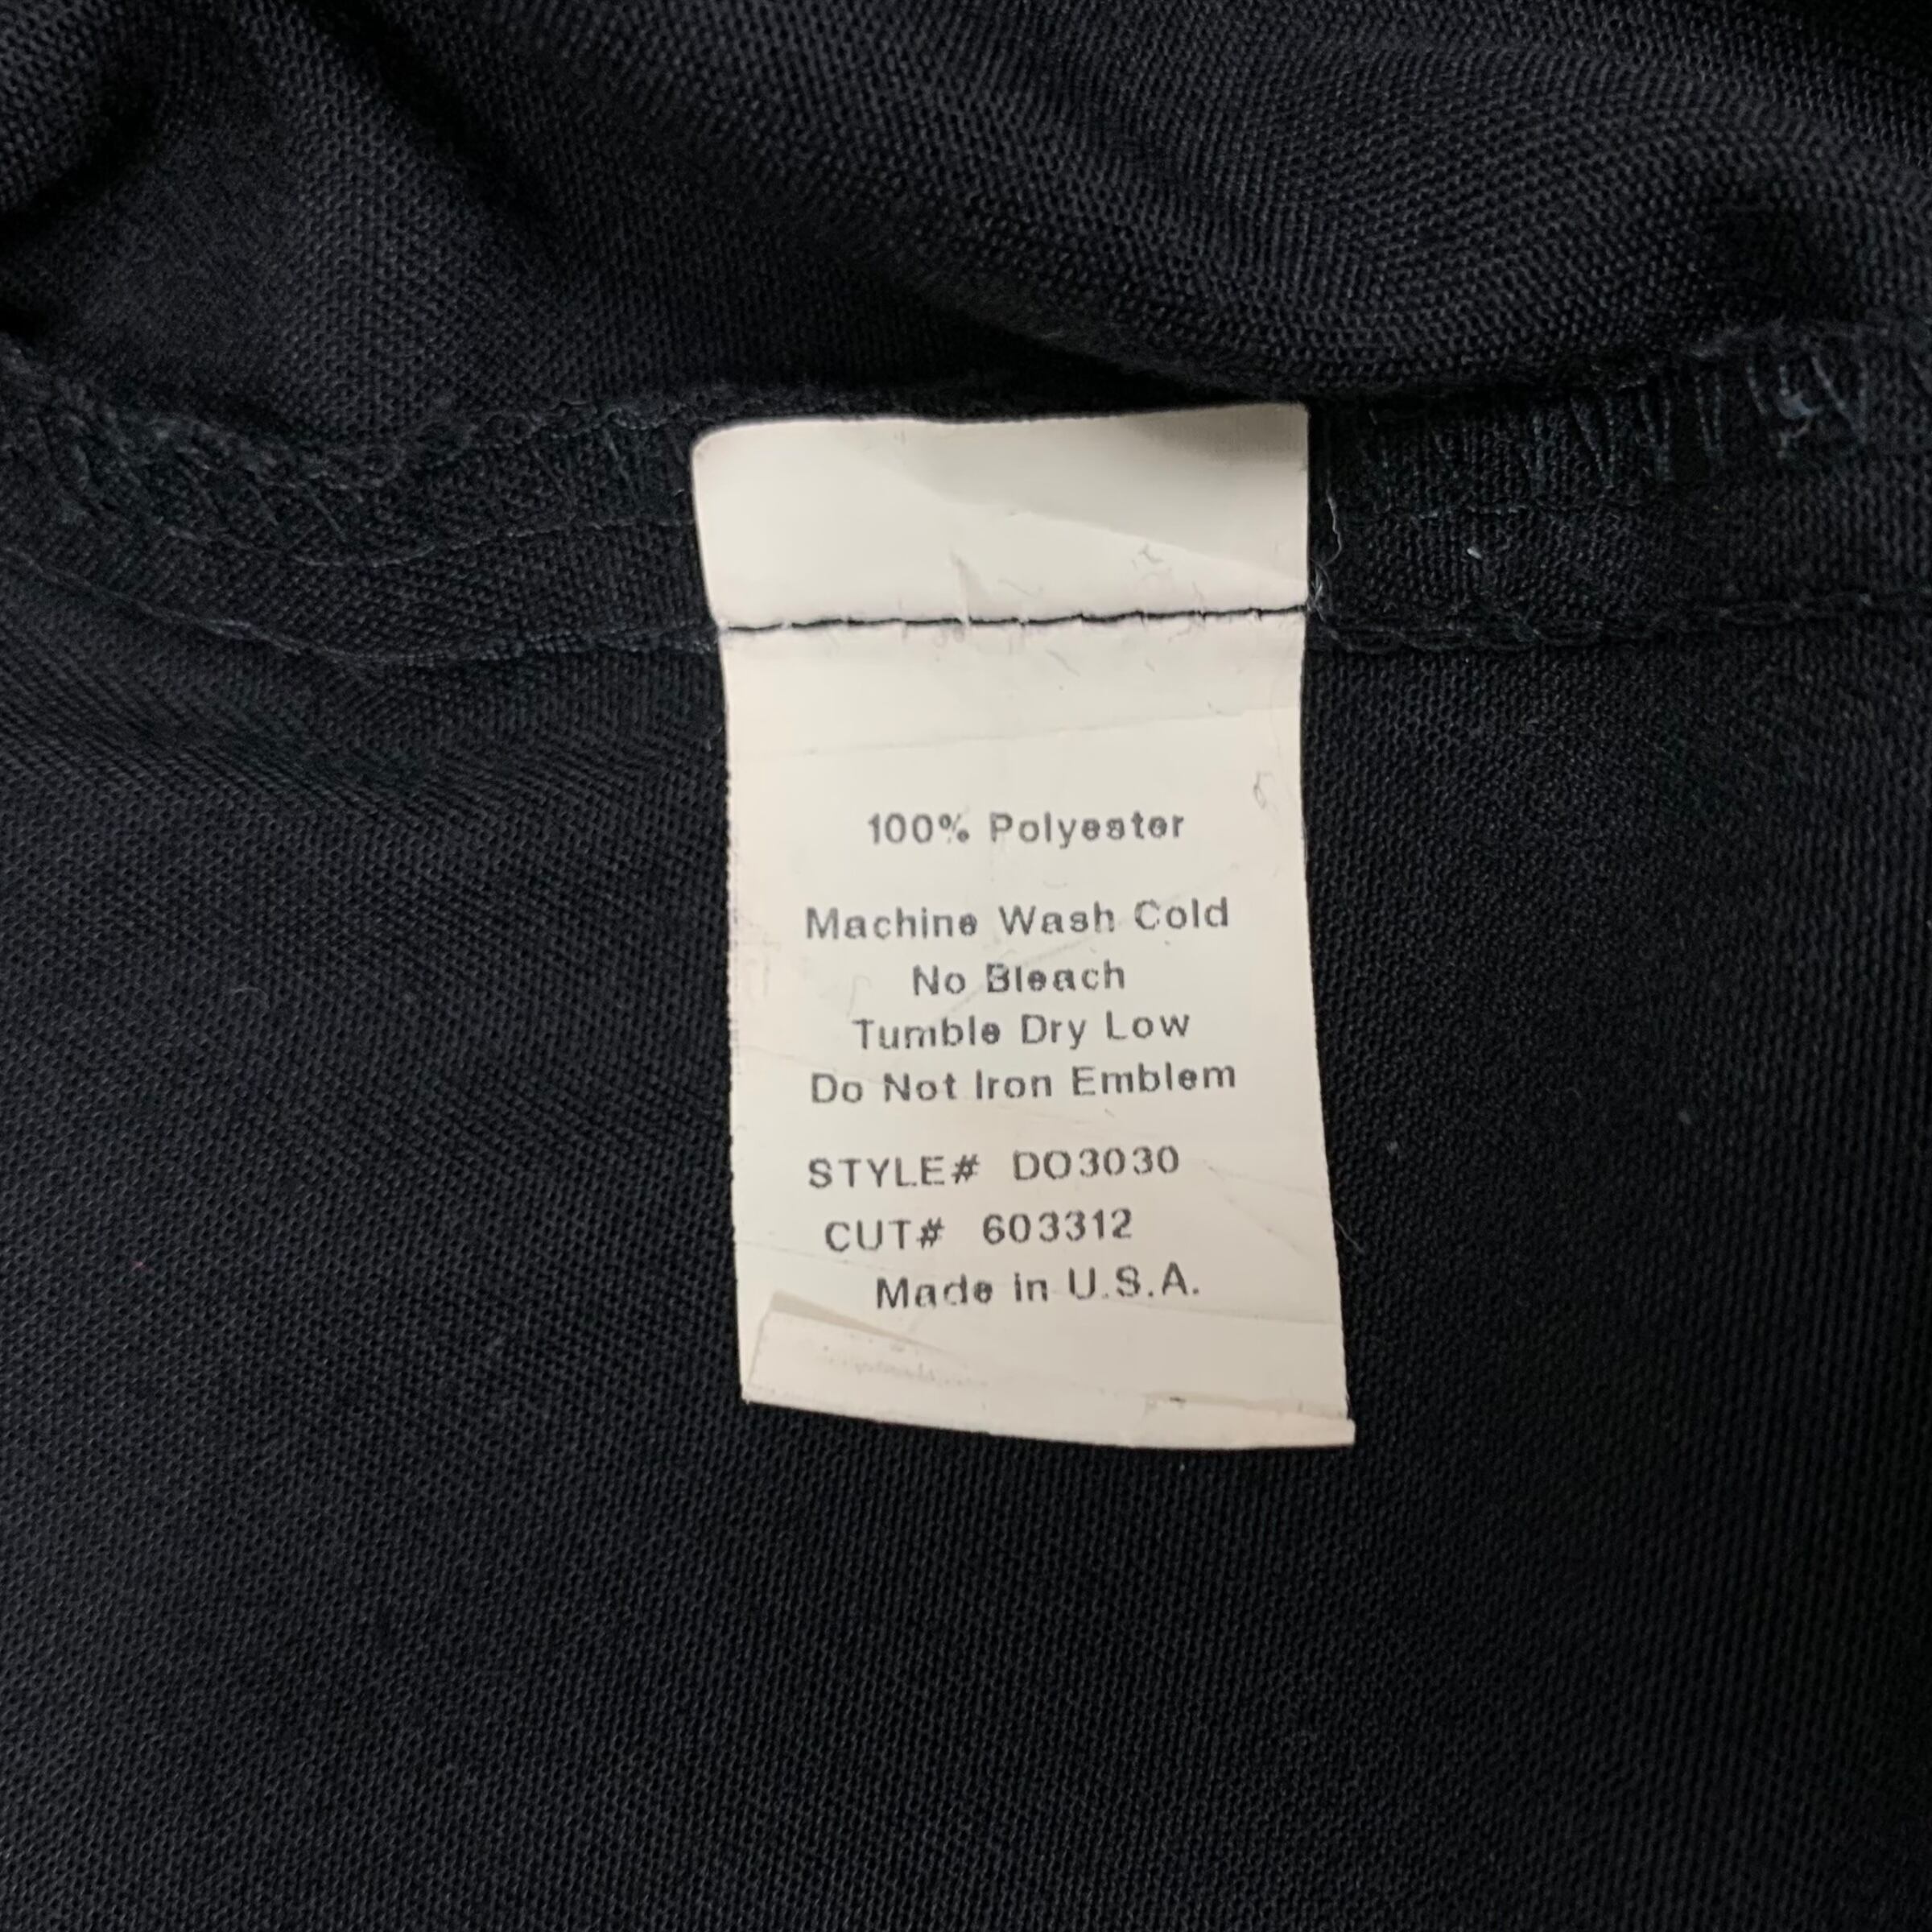 100% Polyester
Machine Wash Cold
No Bleach
Tumble Dry Low
Do Not Iron Emblem
STYLE# DO3030
CUT# 603312
Made in U.S.A.